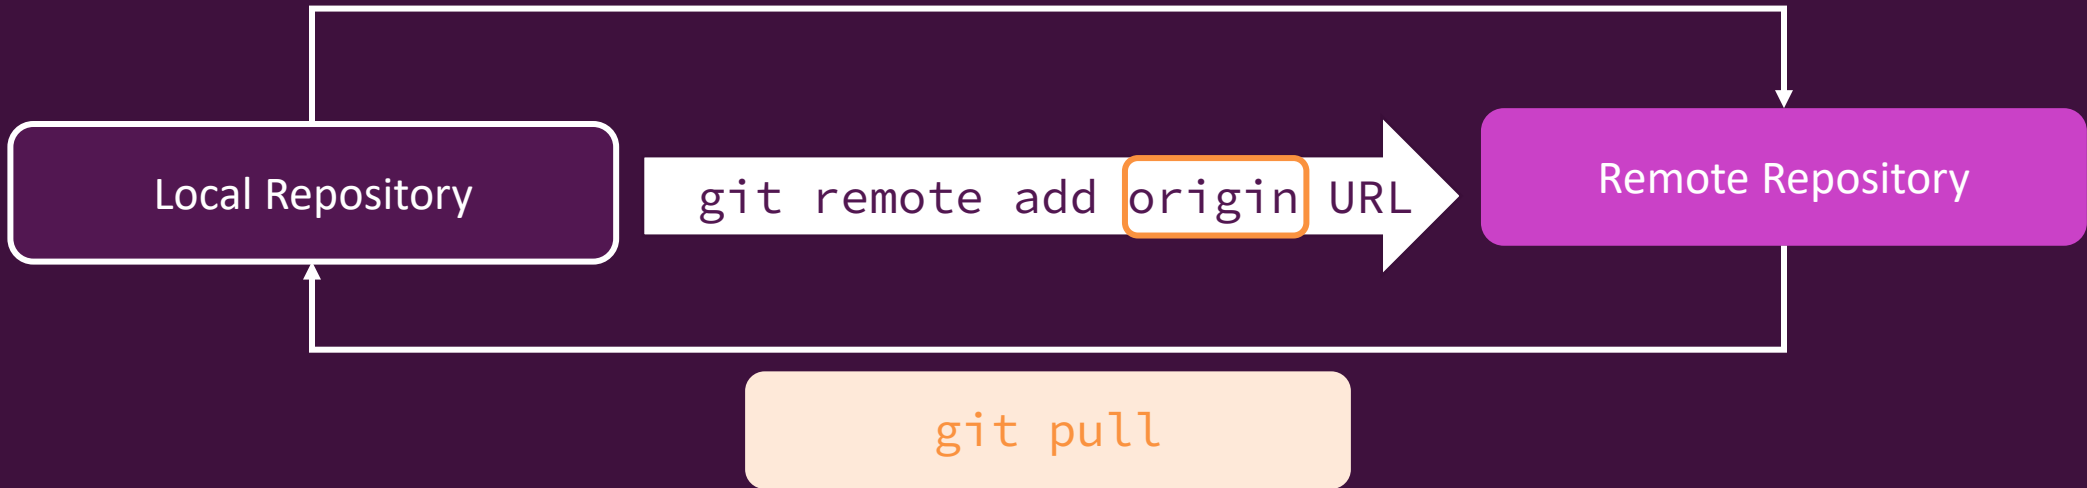 Local Repository
git remote add origin URL
Remote Repository
git pull